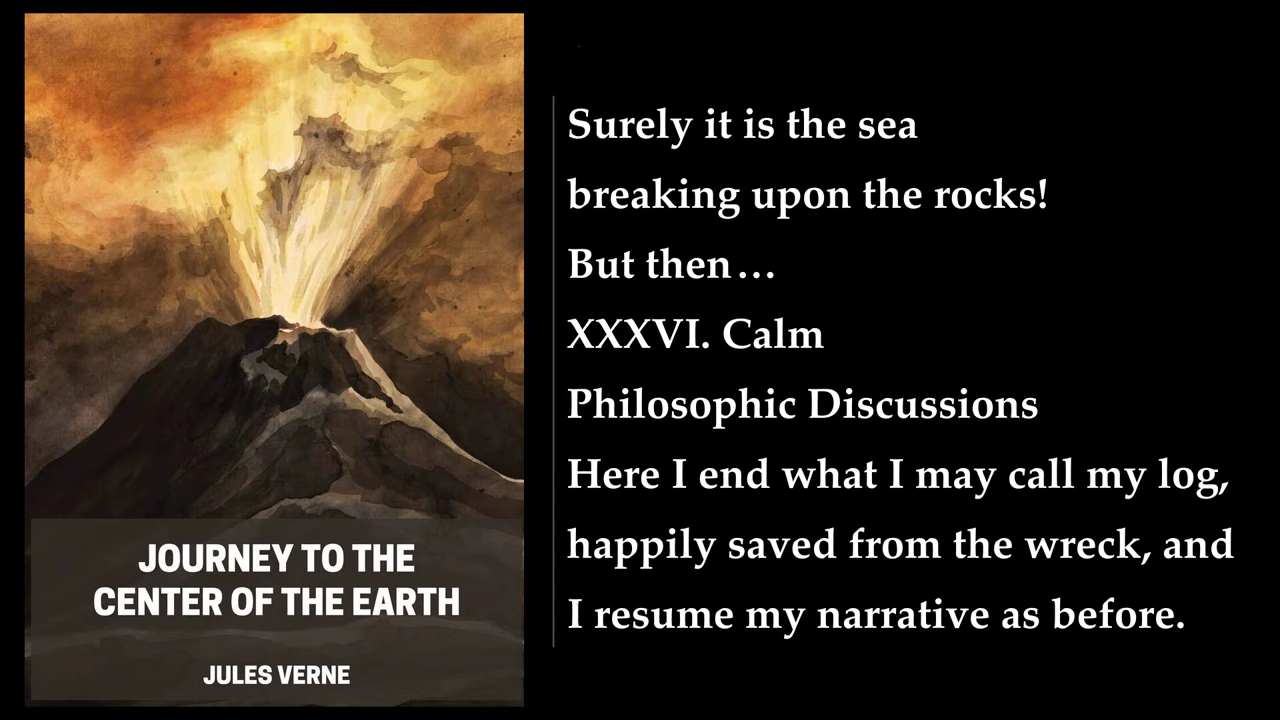 JOURNEY TO THE
CENTER OF THE EARTH
JULES VERNE
Surely it is the sea
breaking upon the rocks!
But then…
XXXVI. Calm
Philosophic Discussions
Here I end what I may call my log,
happily saved from the wreck, and
I resume my narrative as before.